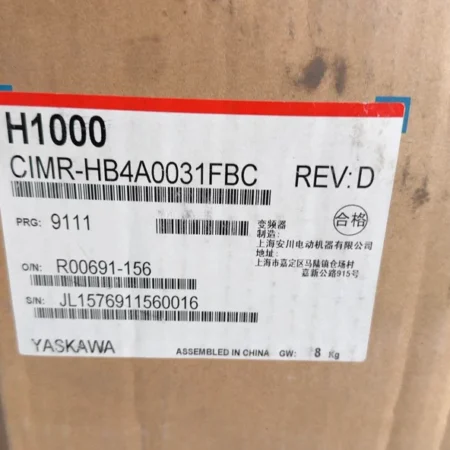 H1000
CIMR-HB4A0031FBC REV: D
PRG: 9111
变频器
制造:
上海安川电动机器有限公司
地址:
上海市嘉定区马陆镇仓场村
嘉新公路915号
合格
O/N: R00691-156
S/N: JL1576911560016
YASKAWA ASSEMBLED IN CHINA GW: 8 Kg